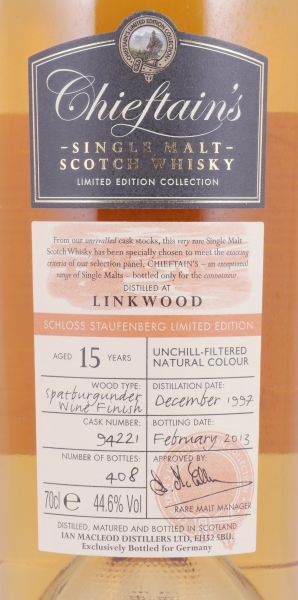 CHIEFTAIN'S LIMITED EDITION COLLECTION
Chieftain's
- SINGLE MALT -
SCOTCH WHISKY
LIMITED EDITION COLLECTION
From our unrivalled cask stocks, this very rare Single Malt
Scotch Whisky has been specially chosen to meet the exacting
criteria of our selection panel, CHIEFTAIN'S – an exceptional
range of Single Malts – bottled only for the connoisseur.
DISTILLED AT
LINKWOOD
SCHLOSS STAUFENBERG LIMITED EDITION
AGED 15 YEARS
UNCHILL-FILTERED
NATURAL COLOUR
WOOD TYPE:
Spatburgunder
Wine Finish
DISTILLATION DATE:
December 1997
CASK NUMBER:
94221
BOTTLING DATE:
February 2013
NUMBER OF BOTTLES:
408
APPROVED BY:
70cl e 44.6% Vol
RARE MALT MANAGER
DISTILLED, MATURED AND BOTTLED IN SCOTLAND
IAN MACLEOD DISTILLERS LTD, EH52 5BU.
Exclusively Bottled for Germany